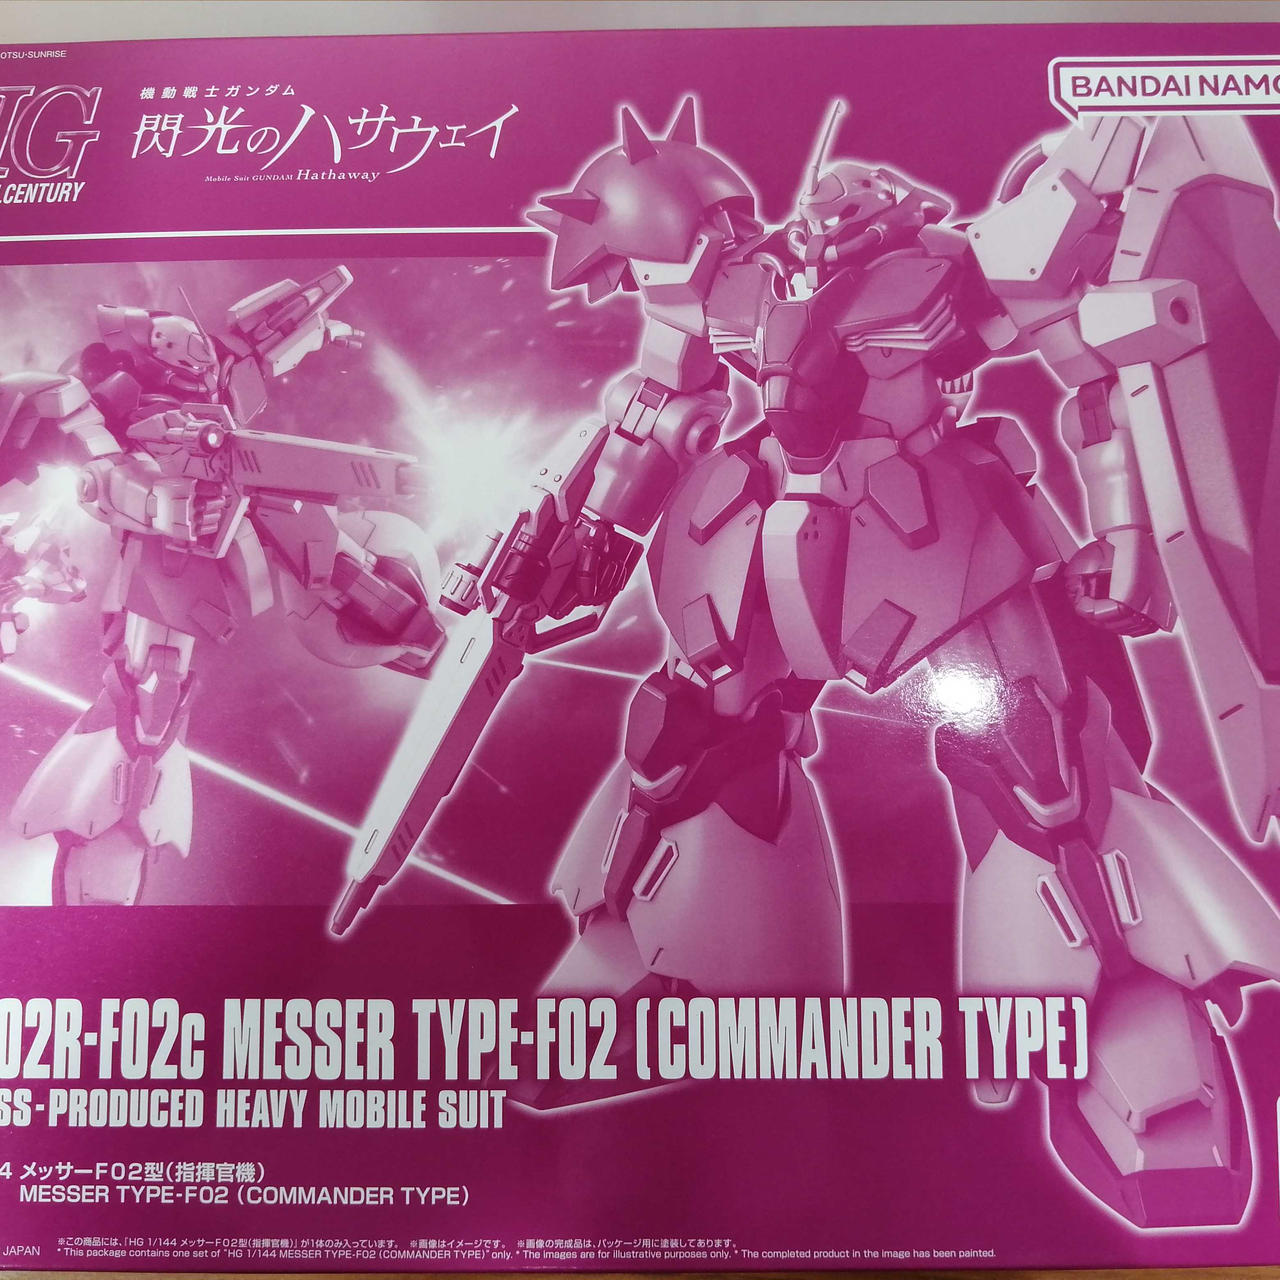 OTSU・SUNRISE
HG
機動戦士ガンダム
閃光のハサウェイ
Mobile Suit GUNDAM Hathaway
.CENTURY
BANDAI NAMCO
02R-F02c MESSER TYPE-F02 (COMMANDER TYPE)
SS-PRODUCED HEAVY MOBILE SUIT
4 メッサーF02型(指揮官機)
MESSER TYPE-F02 (COMMANDER TYPE)
※この商品には、「HG 1/144 メッサーF02型(指揮官機)」が1体のみ入っています。 ※画像はイメージです。 ※画像の完成品は、パッケージ用に塗装してあります。
JAPAN * This package contains one set of "HG 1/144 MESSER TYPE-F02 (COMMANDER TYPE)" only. * The images are for illustrative purposes only. * The completed product in the image has been painted.